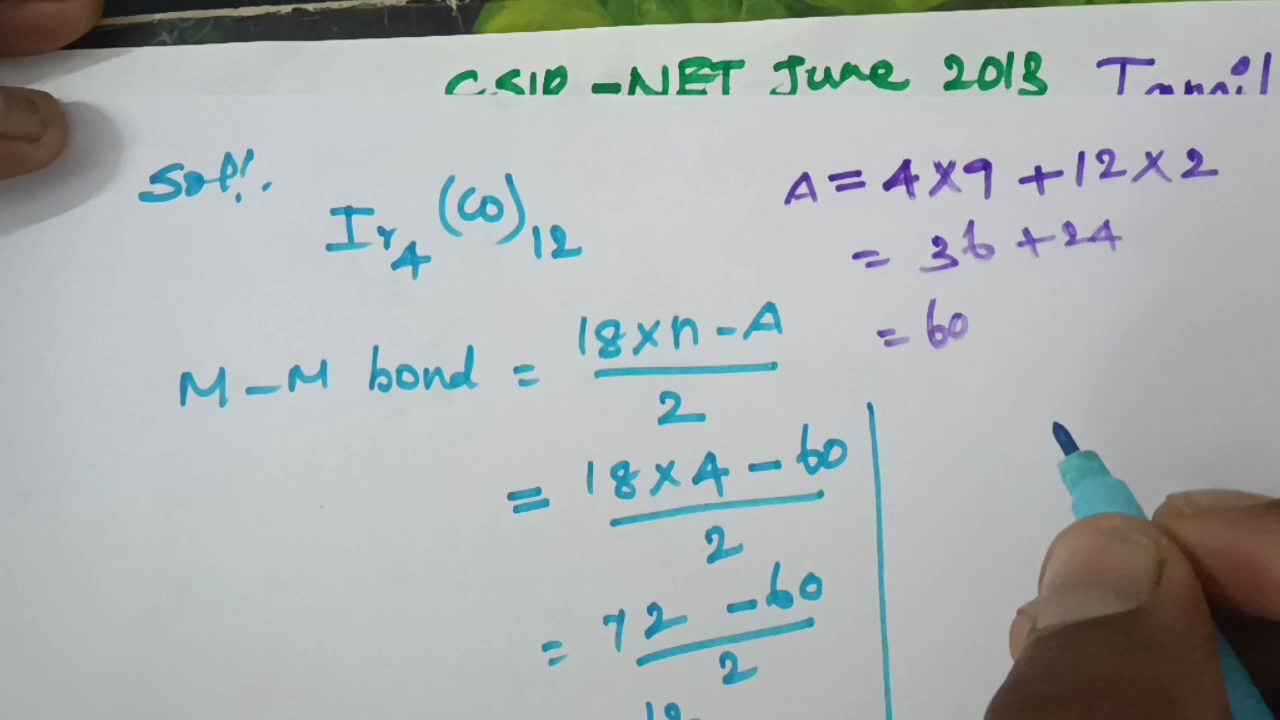 CSIR-NET June 2018 Tamil
Sol!.
Ir₄(CO)₁₂
A = 4×9 + 12×2
= 36 + 24
= 60
M-M bond = (18×n-A)/2
= (18×4-60)/2
= (72-60)/2
12